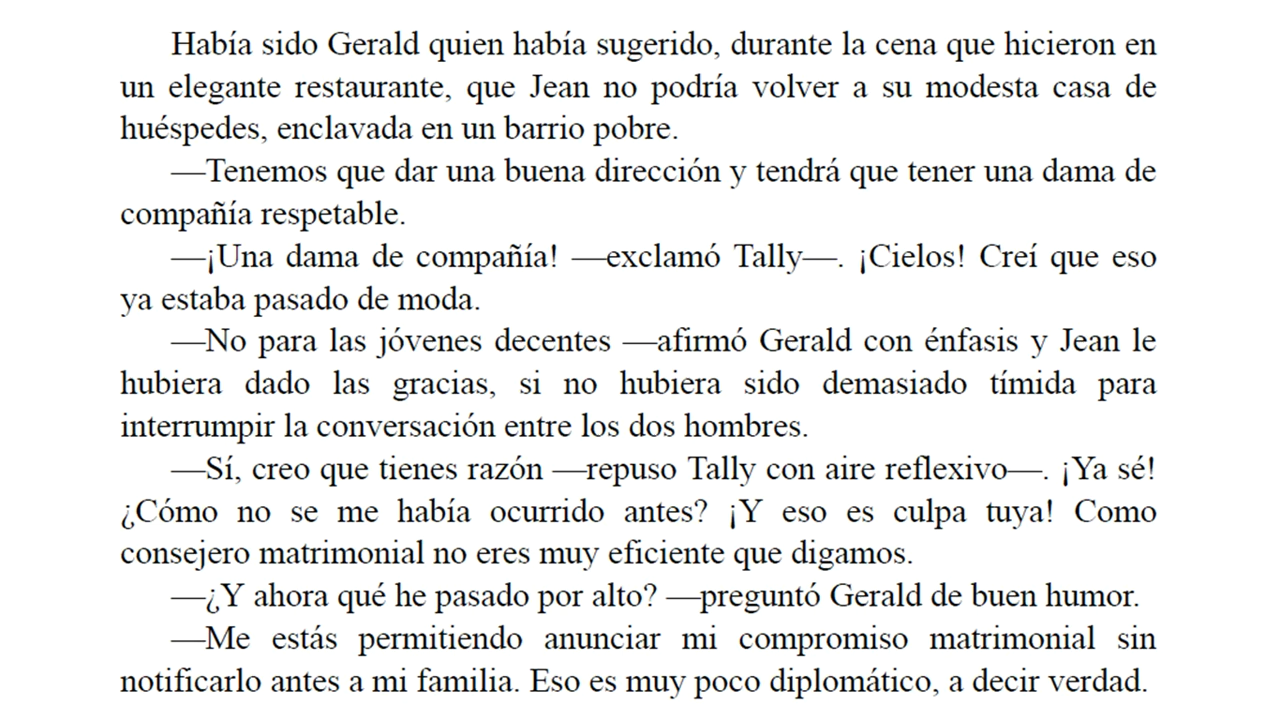 Había sido Gerald quien había sugerido, durante la cena que hicieron en
un elegante restaurante, que Jean no podría volver a su modesta casa de
huéspedes, enclavada en un barrio pobre.
—Tenemos que dar una buena dirección y tendrá que tener una dama de
compañía respetable.
—¡Una dama de compañía! —exclamó Tally—. ¡Cielos! Creí que eso
ya estaba pasado de moda.
—No para las jóvenes decentes —afirmó Gerald con énfasis y Jean le
hubiera dado las gracias, si no hubiera sido demasiado tímida para
interrumpir la conversación entre los dos hombres.
—Sí, creo que tienes razón —repuso Tally con aire reflexivo—. ¡Ya sé!
¿Cómo no se me había ocurrido antes? ¡Y eso es culpa tuya! Como
consejero matrimonial no eres muy eficiente que digamos.
—¿Y ahora qué he pasado por alto? —preguntó Gerald de buen humor.
—Me estás permitiendo anunciar mi compromiso matrimonial sin
notificarlo antes a mi familia. Eso es muy poco diplomático, a decir verdad.